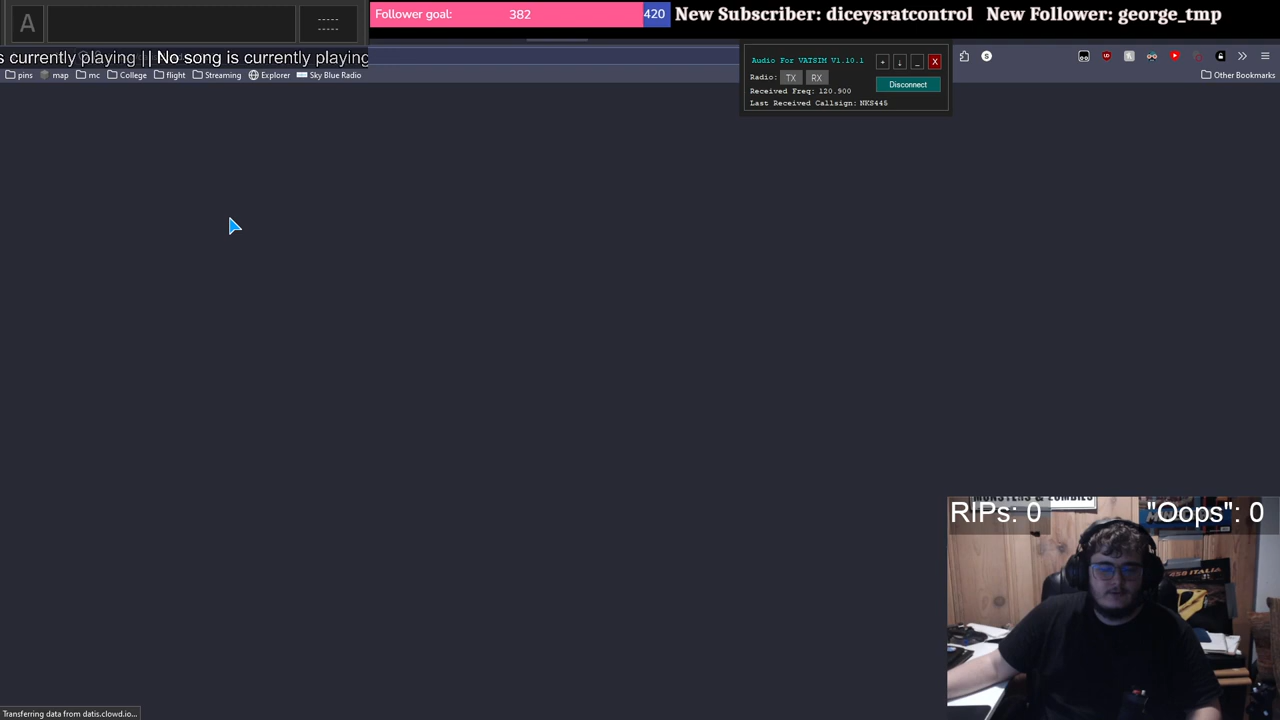 A
-----
-----
Follower goal:
382
420
New Subscriber: diceysratcontrol New Follower: george_tmp
s currently playing || No song is currently playing
pins
map
mc
College
flight
Streaming
Explorer
Sky Blue Radio
Other Bookmarks
S
Audio For VATSIM V1.10.1
+
↓
_
X
Radio:
TX
RX
Disconnect
Received Freq: 120.900
Last Received Callsign: NKS445
RIPs: 0
"Oops": 0
458 ITALIA
Transferring data from datis.clowd.io...